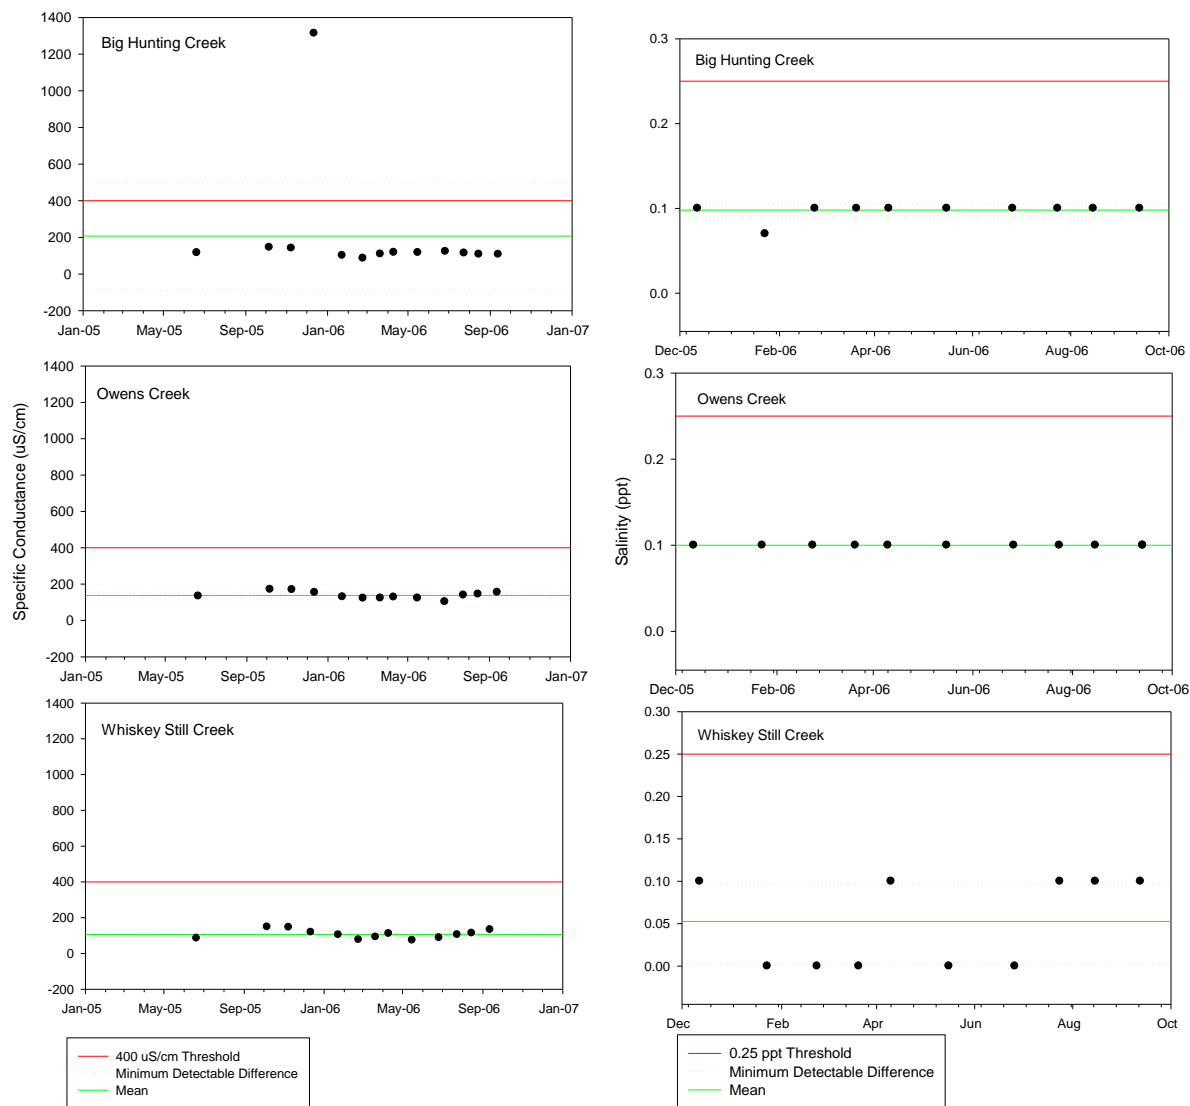 Specific Conductance (uS/cm)
1400
1200
1000
800
600
400
200
0
-200
Big Hunting Creek
Jan-05 May-05 Sep-05 Jan-06 May-06 Sep-06 Jan-07
1400
1200
1000
800
600
400
200
0
-200
Owens Creek
Jan-05 May-05 Sep-05 Jan-06 May-06 Sep-06 Jan-07
1400
1200
1000
800
600
400
200
0
-200
Whiskey Still Creek
Jan-05 May-05 Sep-05 Jan-06 May-06 Sep-06 Jan-07
400 uS/cm Threshold
Minimum Detectable Difference
Mean
Salinity (ppt)
0.3
0.2
0.1
0.0
Big Hunting Creek
Dec-05 Feb-06 Apr-06 Jun-06 Aug-06 Oct-06
0.3
0.2
0.1
0.0
Owens Creek
Dec-05 Feb-06 Apr-06 Jun-06 Aug-06 Oct-06
0.30
0.25
0.20
0.15
0.10
0.05
0.00
Whiskey Still Creek
Dec Feb Apr Jun Aug Oct
0.25 ppt Threshold
Minimum Detectable Difference
Mean